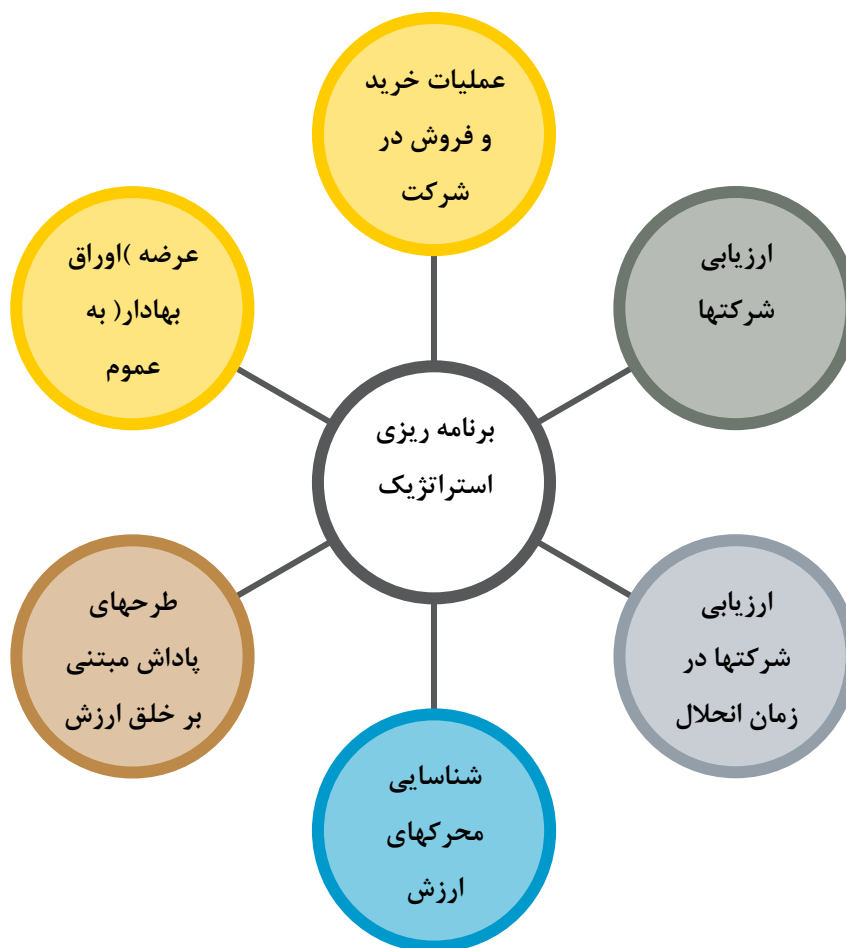 عملیات خرید
و فروش در
شرکت
ارزیابی
شرکتها
عرضه )اوراق
بهادار( به
عموم
برنامه ریزی
استراتژیک
ارزیابی
شرکتها در
زمان انحلال
طرحهای
پاداش مبتنی
بر خلق ارزش
شناسایی
محرکهای
ارزش